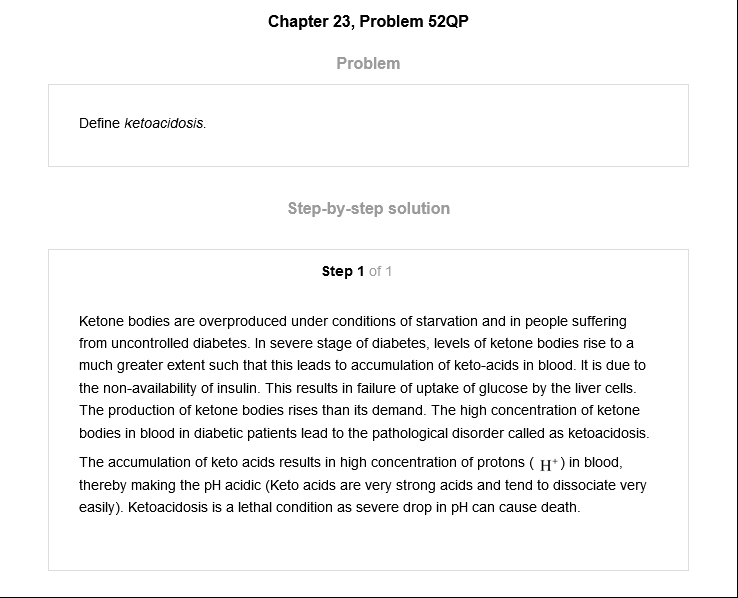 Chapter 23, Problem 52QP
Problem
Define ketoacidosis.
Step-by-step solution
Step 1 of 1
Ketone bodies are overproduced under conditions of starvation and in people suffering
from uncontrolled diabetes. In severe stage of diabetes, levels of ketone bodies rise to a
much greater extent such that this leads to accumulation of keto-acids in blood. It is due to
the non-availability of insulin. This results in failure of uptake of glucose by the liver cells.
The production of ketone bodies rises than its demand. The high concentration of ketone
bodies in blood in diabetic patients lead to the pathological disorder called as ketoacidosis.
The accumulation of keto acids results in high concentration of protons ( H⁺ ) in blood,
thereby making the pH acidic (Keto acids are very strong acids and tend to dissociate very
easily). Ketoacidosis is a lethal condition as severe drop in pH can cause death.